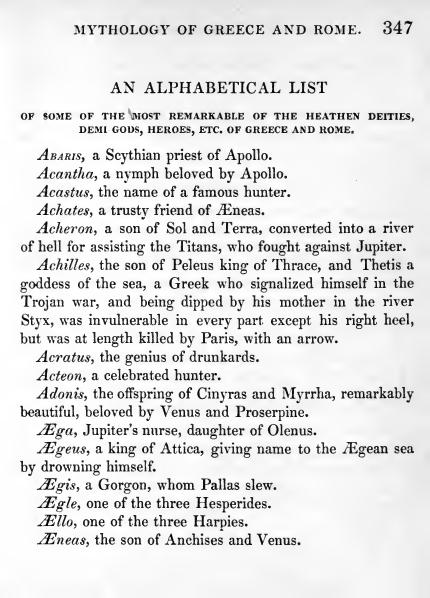 MYTHOLOGY OF GREECE AND ROME. 347
AN ALPHABETICAL LIST
OF SOME OF THE MOST REMARKABLE OF THE HEATHEN DEITIES,
DEMI GODS, HEROES, ETC. OF GREECE AND ROME.
ABARIS, a Scythian priest of Apollo.
Acantha, a nymph beloved by Apollo.
Acastus, the name of a famous hunter.
Achates, a trusty friend of Æneas.
Acheron, a son of Sol and Terra, converted into a river
of hell for assisting the Titans, who fought against Jupiter.
Achilles, the son of Peleus king of Thrace, and Thetis a
goddess of the sea, a Greek who signalized himself in the
Trojan war, and being dipped by his mother in the river
Styx, was invulnerable in every part except his right heel,
but was at length killed by Paris, with an arrow.
Acratus, the genius of drunkards.
Acteon, a celebrated hunter.
Adonis, the offspring of Cinyras and Myrrha, remarkably
beautiful, beloved by Venus and Proserpine.
Æga, Jupiter's nurse, daughter of Olenus.
Ægeus, a king of Attica, giving name to the Ægean sea
by drowning himself.
Ægis, a Gorgon, whom Pallas slew.
Ægle, one of the three Hesperides.
Ællo, one of the three Harpies.
Æneas, the son of Anchises and Venus.